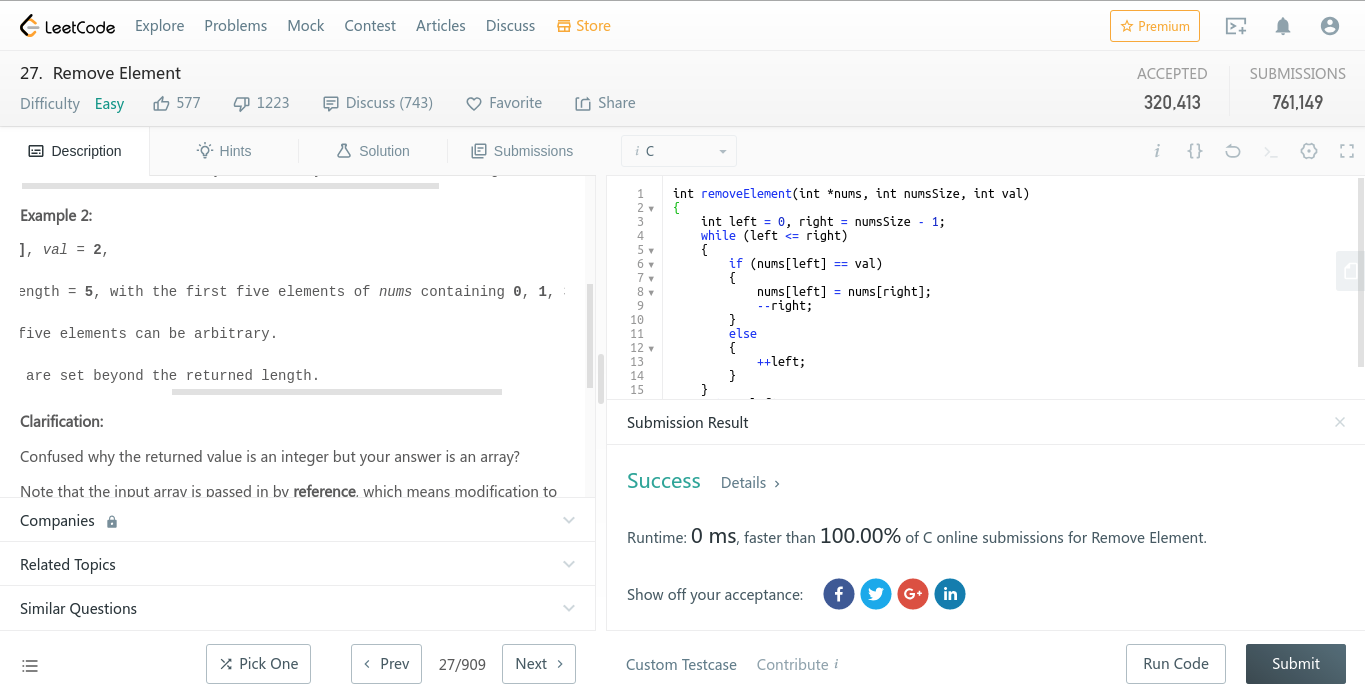 LeetCode Explore Problems Mock Contest Articles Discuss Store Premium
27. Remove Element
ACCEPTED SUBMISSIONS
Difficulty Easy 577 1223 Discuss (743) Favorite Share
320,413 761,149
Description Hints Solution Submissions
i C
i {}
Example 2:
], val = 2,
ength = 5, with the first five elements of nums containing 0, 1,
five elements can be arbitrary.
are set beyond the returned length.
Clarification:
Confused why the returned value is an integer but your answer is an array?
Note that the input array is passed in by reference, which means modification to
Companies
Related Topics
Similar Questions
Pick One
Prev
27/909
Next
1 int removeElement(int *nums, int numsSize, int val)
2 {
3     int left = 0, right = numsSize - 1;
4     while (left <= right)
5     {
6         if (nums[left] == val)
7         {
8             nums[left] = nums[right];
9             --right;
10         }
11         else
12         {
13             ++left;
14         }
15     }
Submission Result
Success Details
Runtime: 0 ms, faster than 100.00% of C online submissions for Remove Element.
Show off your acceptance: f G+ in
Custom Testcase Contribute i
Run Code
Submit